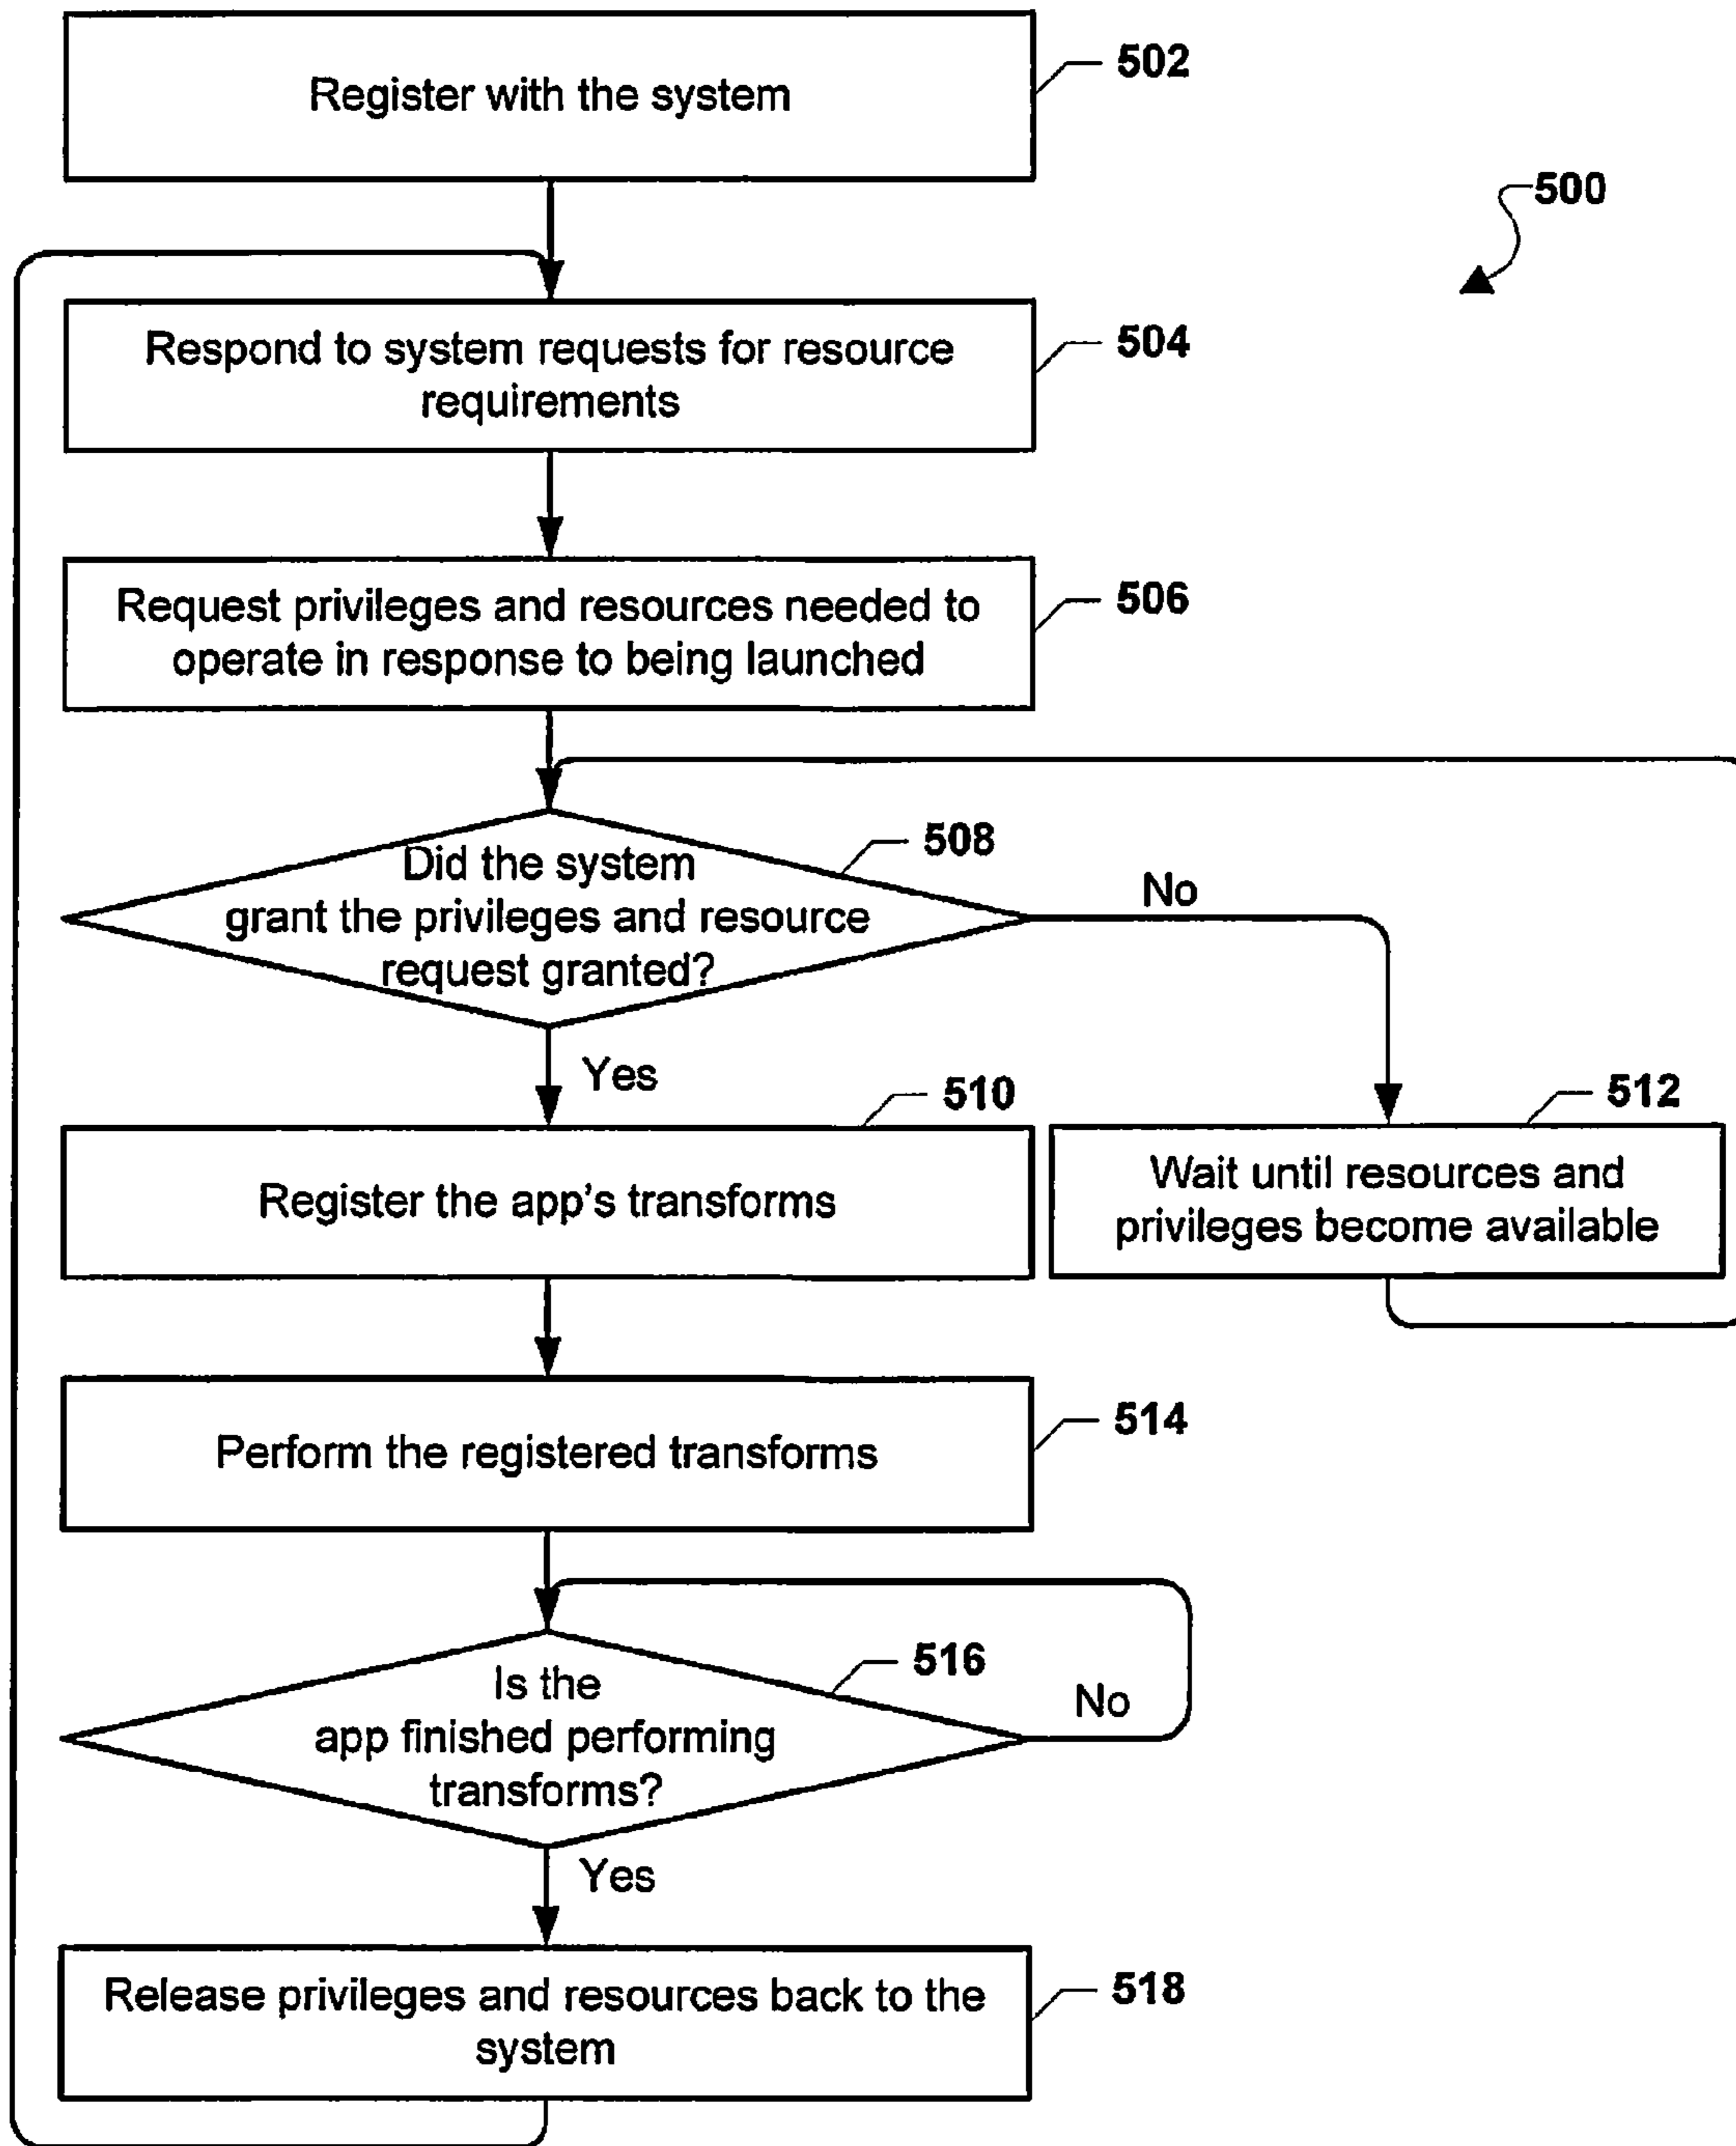 Register with the system
502
500
Respond to system requests for resource
requirements
504
Request privileges and resources needed to
operate in response to being launched
506
Did the system
grant the privileges and resource
request granted?
508
No
Yes
510
Register the app's transforms
512
Wait until resources and
privileges become available
Perform the registered transforms
514
Is the
app finished performing
transforms?
516
No
Yes
Release privileges and resources back to the
system
518